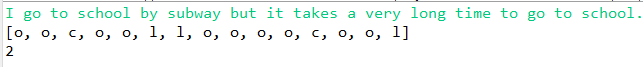 I go to school by subway but it takes a very long time to go to school.
[o, o, c, o, o, l, l, o, o, o, o, c, o, o, l]
2